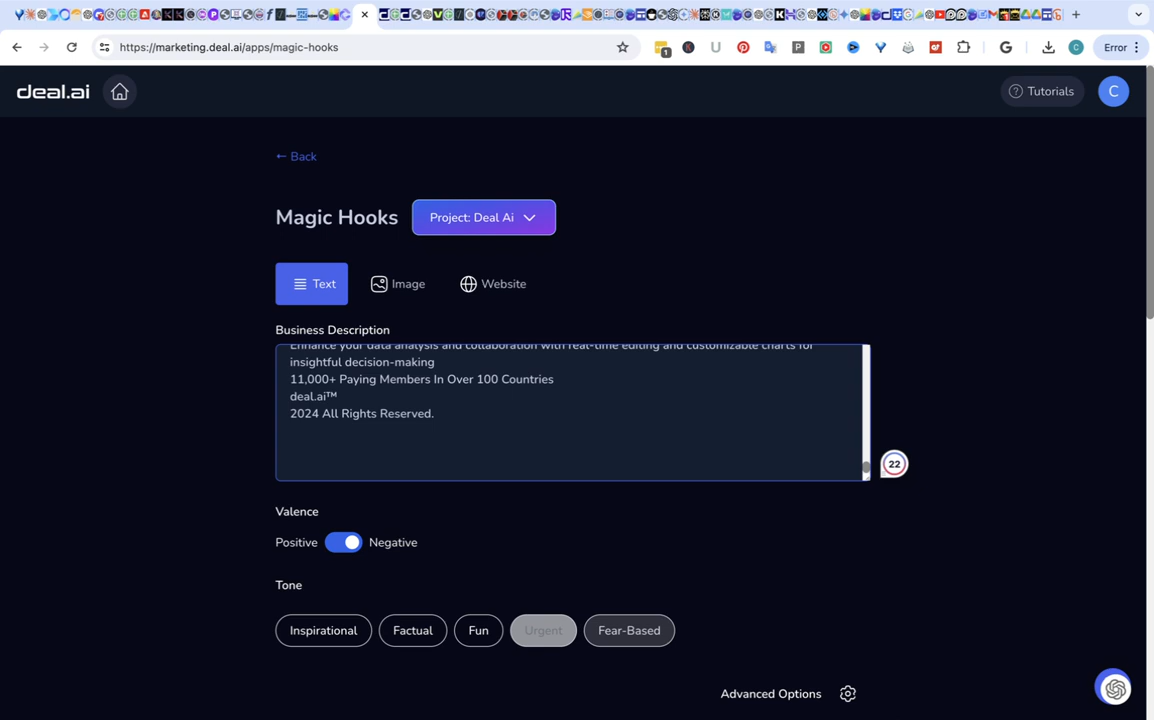 https://marketing.deal.ai/apps/magic-hooks
1
Error
deal.ai
Tutorials
C
← Back
Magic Hooks
Project: Deal Ai
Text
Image
Website
Business Description
Enhance your data analysis and collaboration with real-time editing and customizable charts for
insightful decision-making
11,000+ Paying Members In Over 100 Countries
deal.ai™
2024 All Rights Reserved.
22
Valence
Positive
Negative
Tone
Inspirational
Factual
Fun
Urgent
Fear-Based
Advanced Options